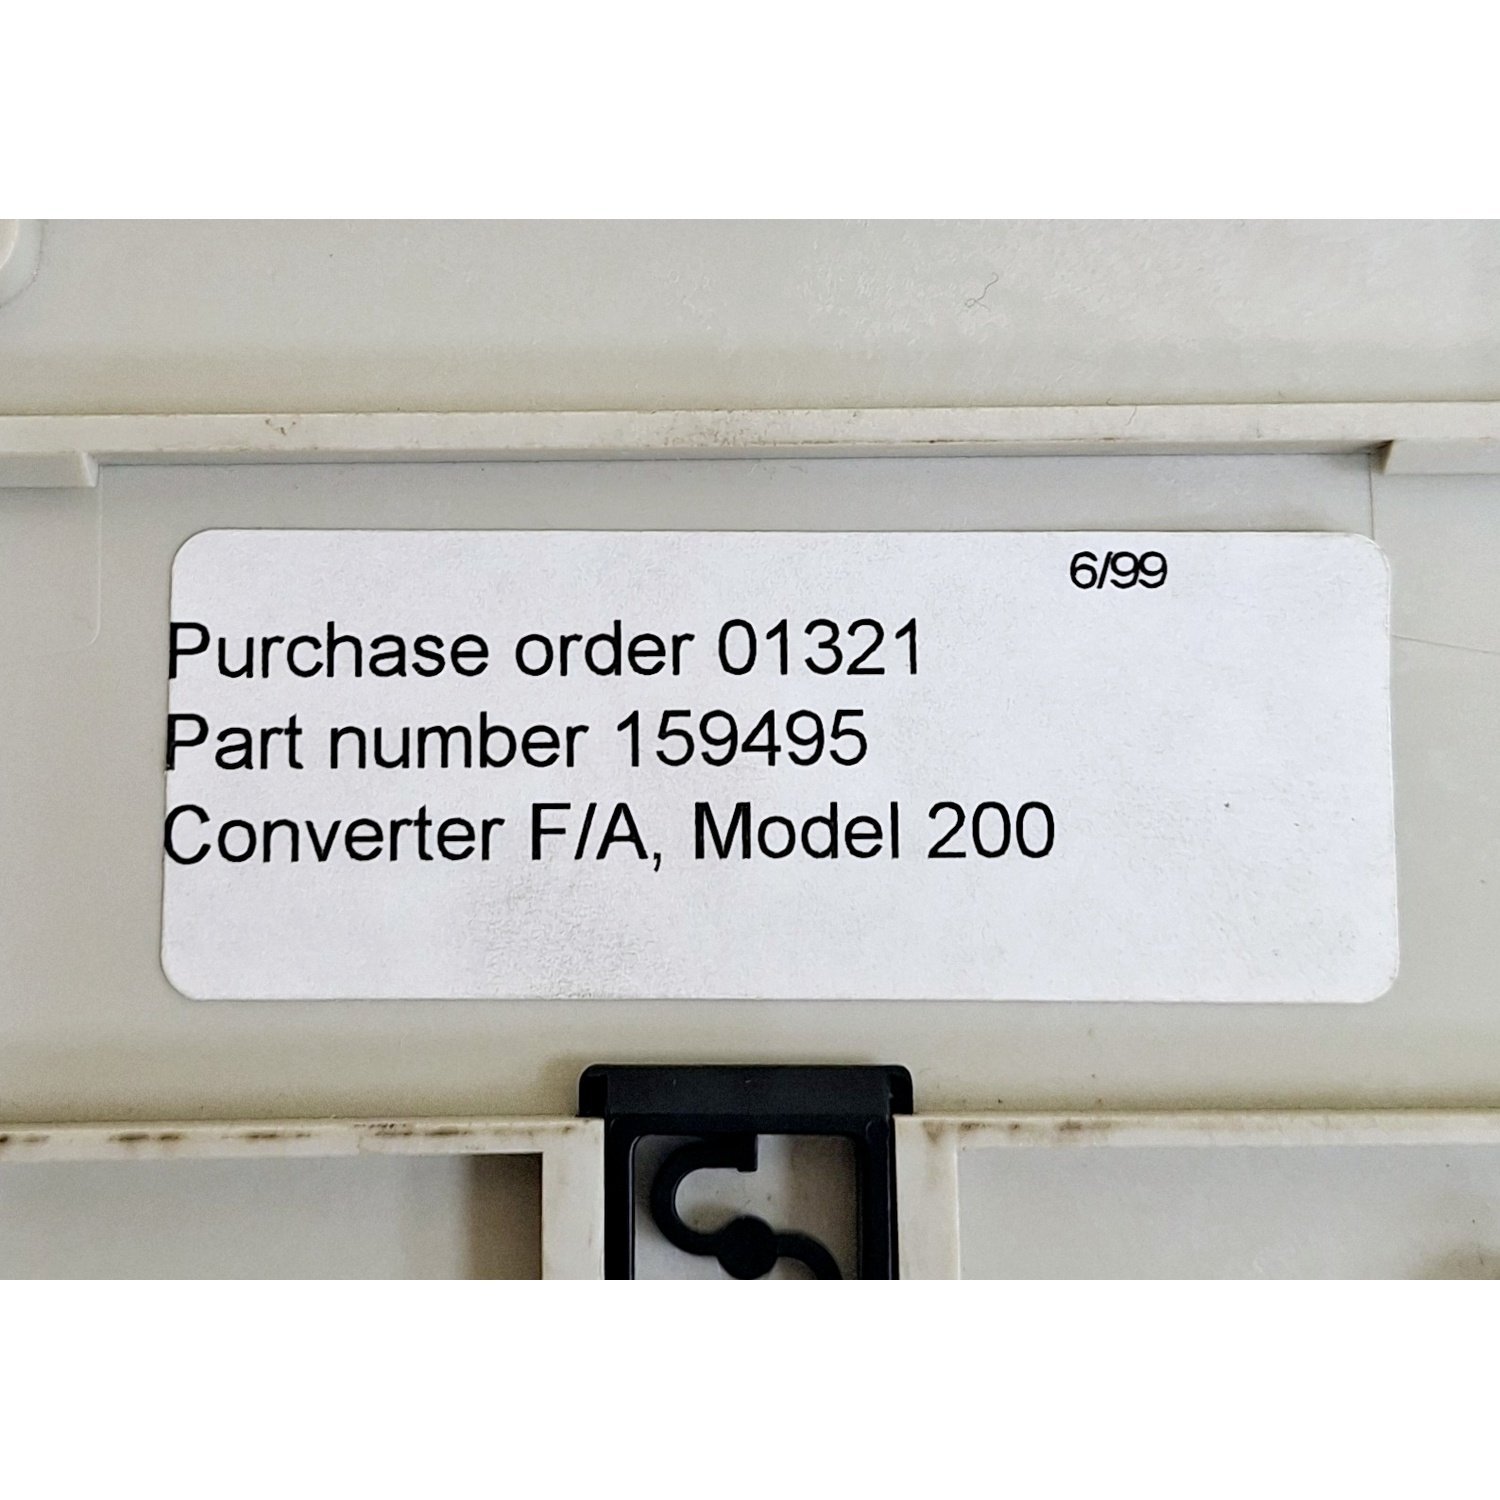 6/99
Purchase order 01321
Part number 159495
Converter F/A, Model 200